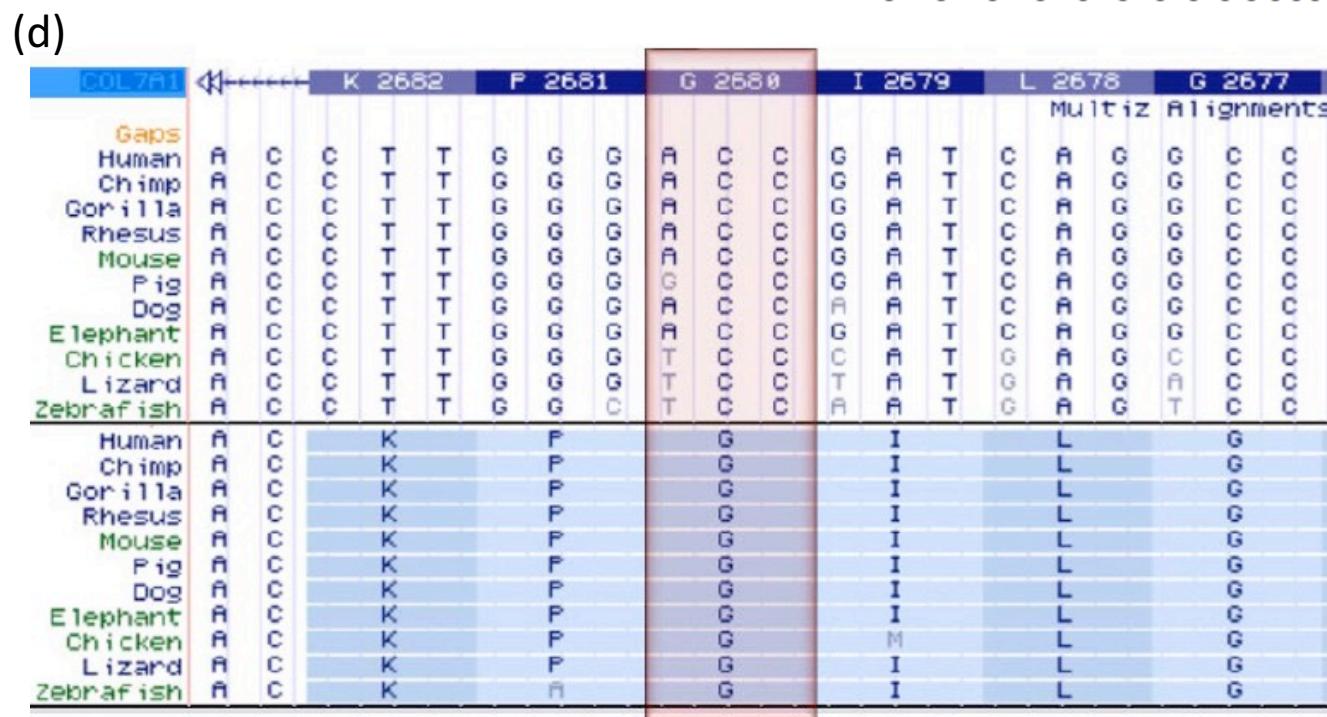 (d)
COL7A1 K 2682 P 2681 G 2680 I 2679 L 2678 G 2677
Multiz Alignments
Gaps
Human A C C T T G G G A C C G A T C A G G C C
Chimp A C C T T G G G A C C G A T C A G G C C
Gorilla A C C T T G G G A C C G A T C A G G C C
Rhesus A C C T T G G G A C C G A T C A G G C C
Mouse A C C T T G G G A C C G A T C A G G C C
Pig A C C T T G G G G C C G A T C A G G C C
Dog A C C T T G G G A C C A A T C A G G C C
Elephant A C C T T G G G A C C G A T C A G G C C
Chicken A C C T T G G G T C C C A T G A G C C C
Lizard A C C T T G G G T C C T A T G A G A C C
Zebrafish A C C T T G G C T C C A A T G A G T C C
Human A C K P G I L G
Chimp A C K P G I L G
Gorilla A C K P G I L G
Rhesus A C K P G I L G
Mouse A C K P G I L G
Pig A C K P G I L G
Dog A C K P G I L G
Elephant A C K P G I L G
Chicken A C K P G M L G
Lizard A C K P G I L G
Zebrafish A C K A G I L G